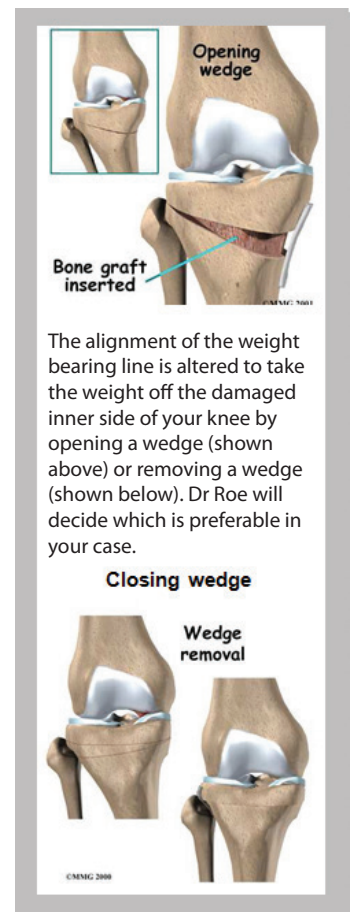 Opening
wedge
Bone graft
inserted
©MMG 2001
The alignment of the weight
bearing line is altered to take
the weight off the damaged
inner side of your knee by
opening a wedge (shown
above) or removing a wedge
(shown below). Dr Roe will
decide which is preferable in
your case.
Closing wedge
Wedge
removal
©MMG 2000